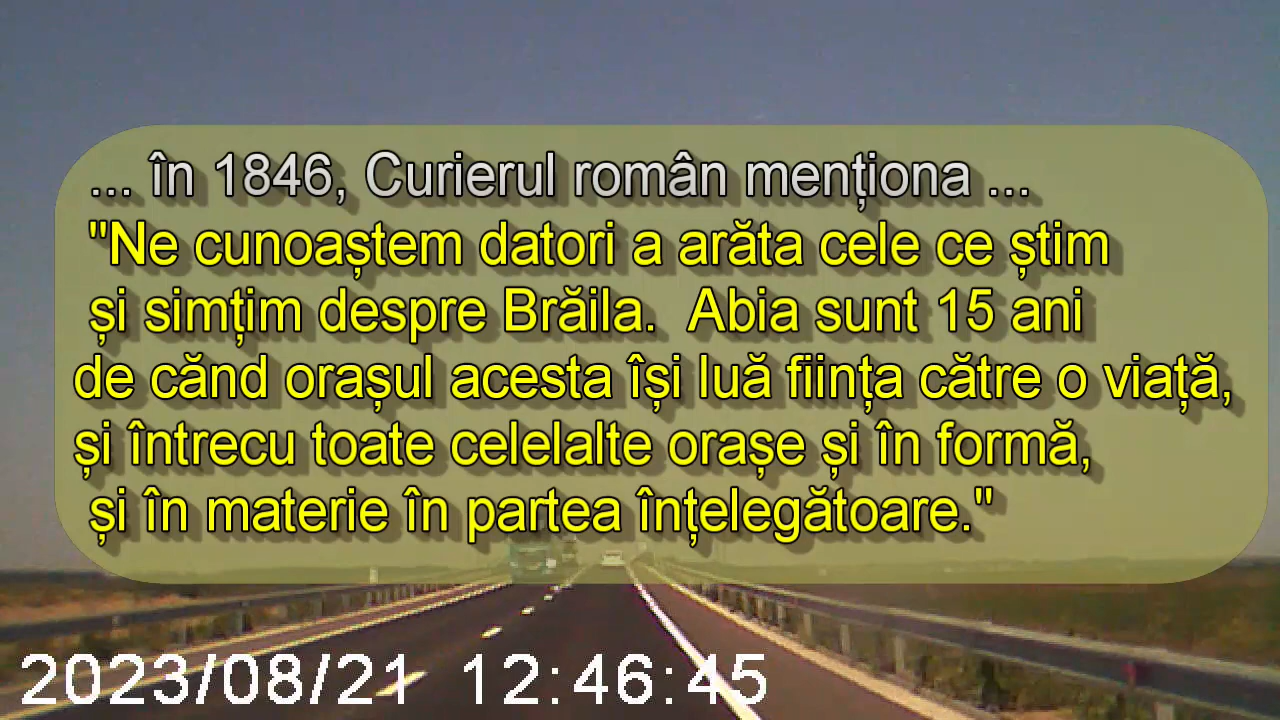 ... în 1846, Curierul român menționa ...
"Ne cunoaștem datori a arăta cele ce știm
și simțim despre Brăila.  Abia sunt 15 ani
de cănd orașul acesta își luă ființa către o viață,
și întrecu toate celelalte orașe și în formă,
și în materie în partea înțelegătoare."
2023/08/21 12:46:45